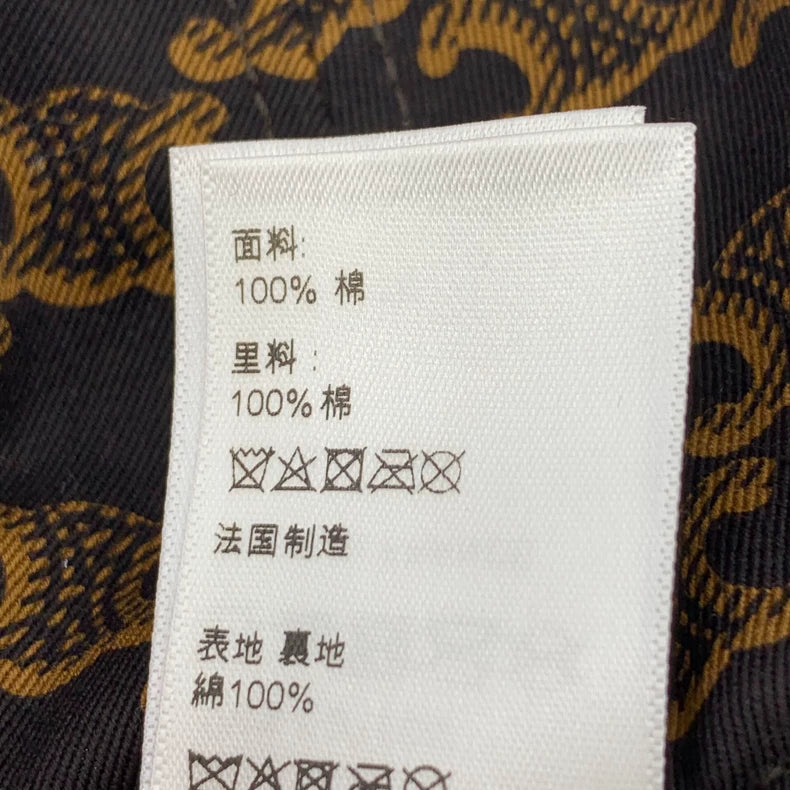 面料:
100% 棉
里料 :
100% 棉
法国制造
表地 裏地
綿100%